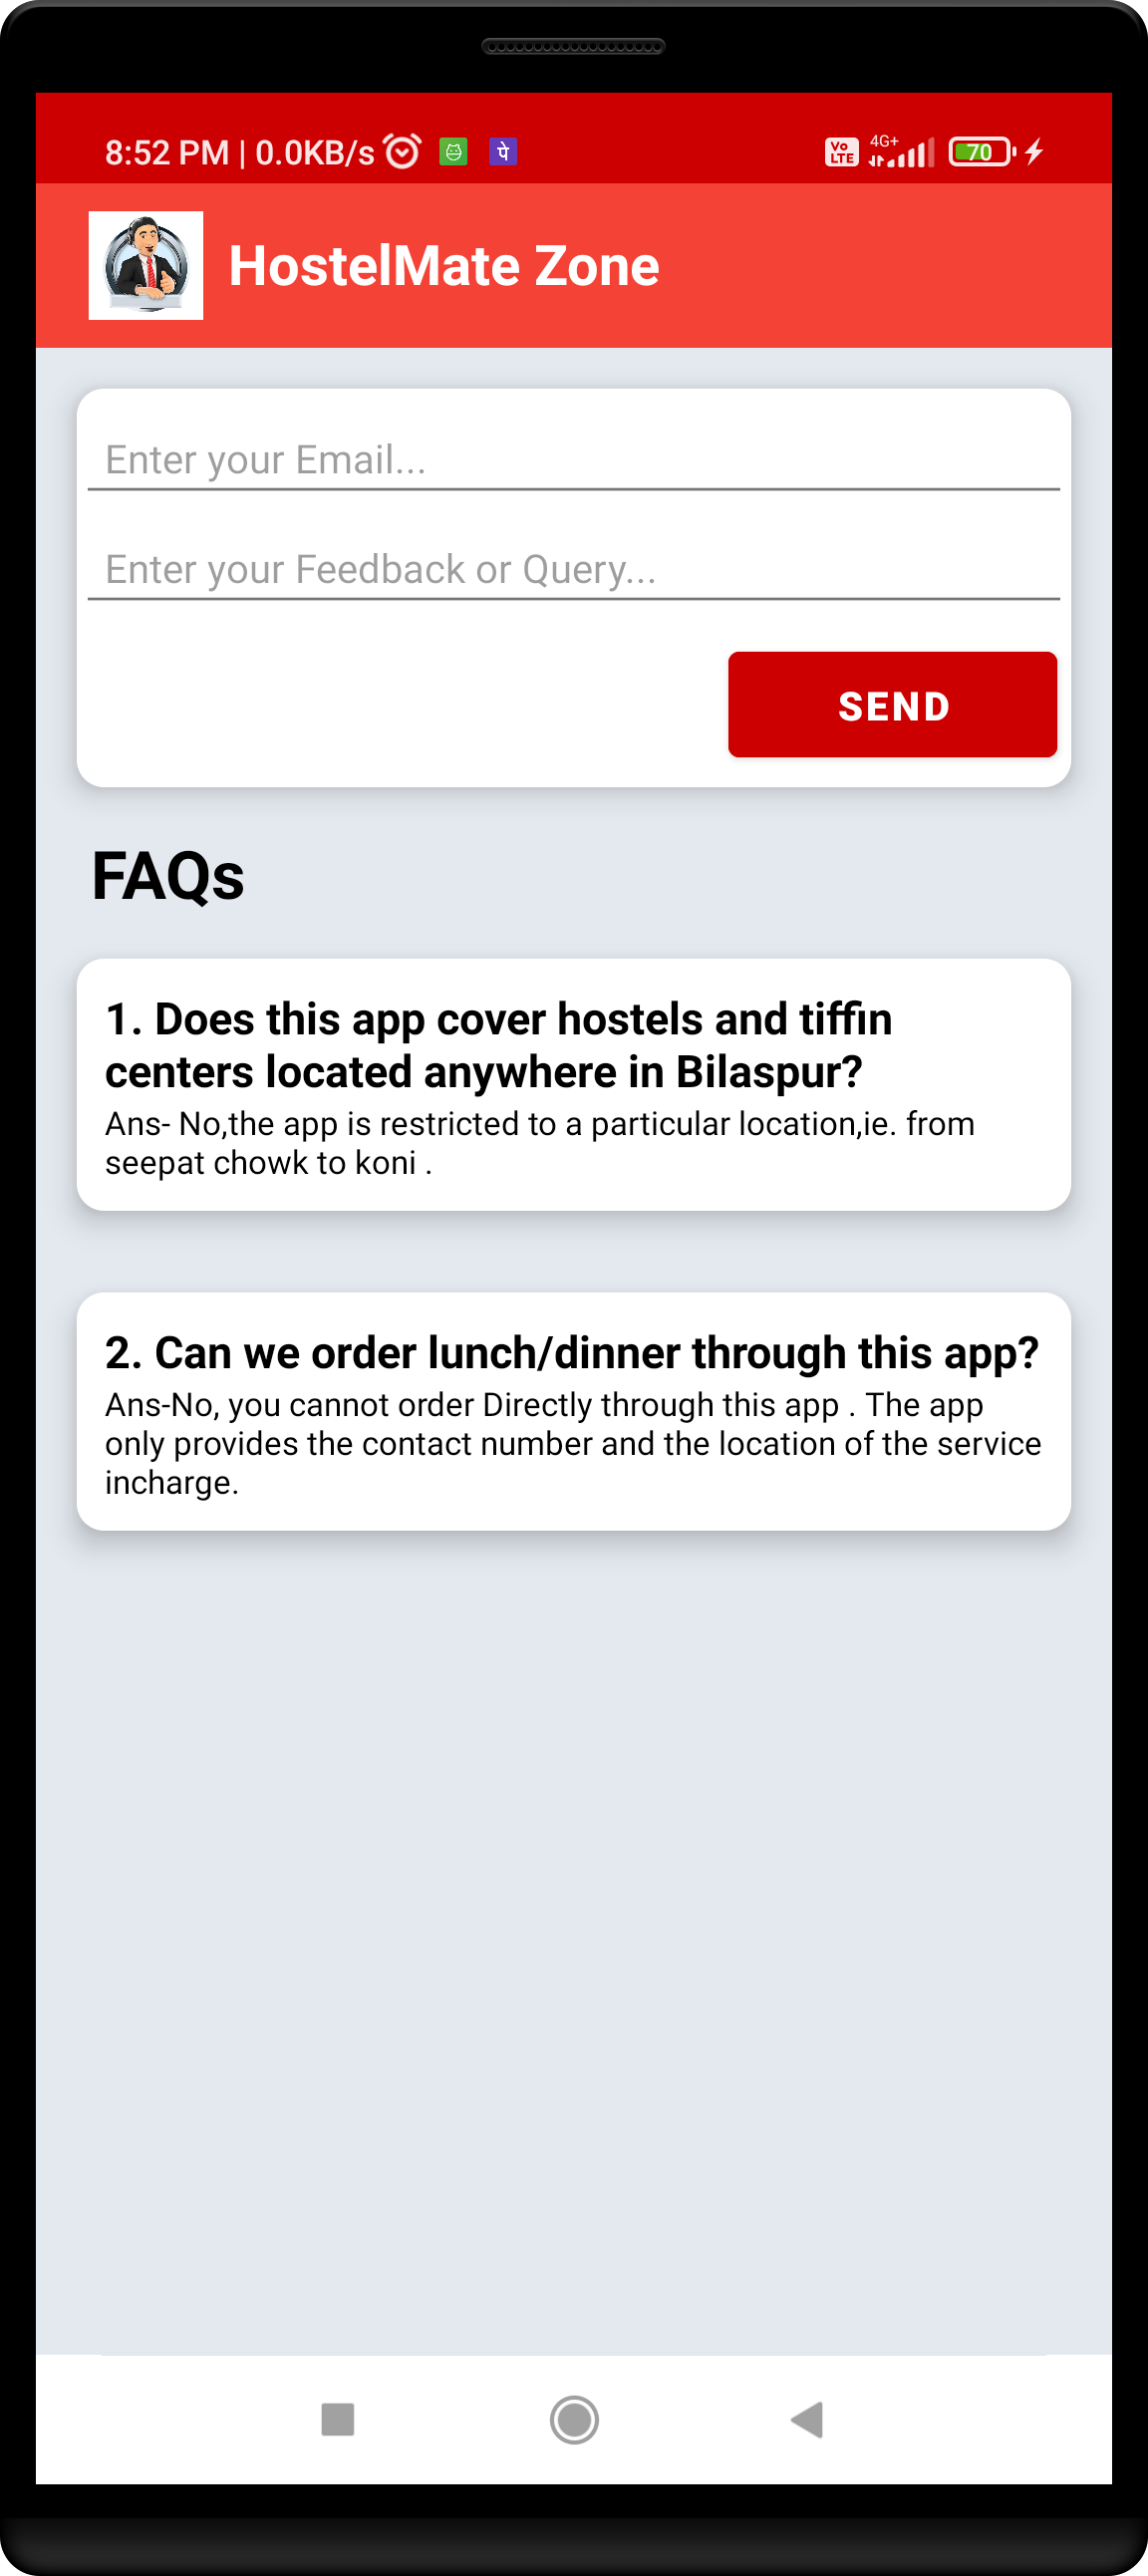 8:52 PM | 0.0KB/s पे Vo LTE 4G+ 70
HostelMate Zone
Enter your Email...
Enter your Feedback or Query...
SEND
FAQs
1. Does this app cover hostels and tiffin
centers located anywhere in Bilaspur?
Ans- No,the app is restricted to a particular location,ie. from
seepat chowk to koni .
2. Can we order lunch/dinner through this app?
Ans-No, you cannot order Directly through this app . The app
only provides the contact number and the location of the service
incharge.